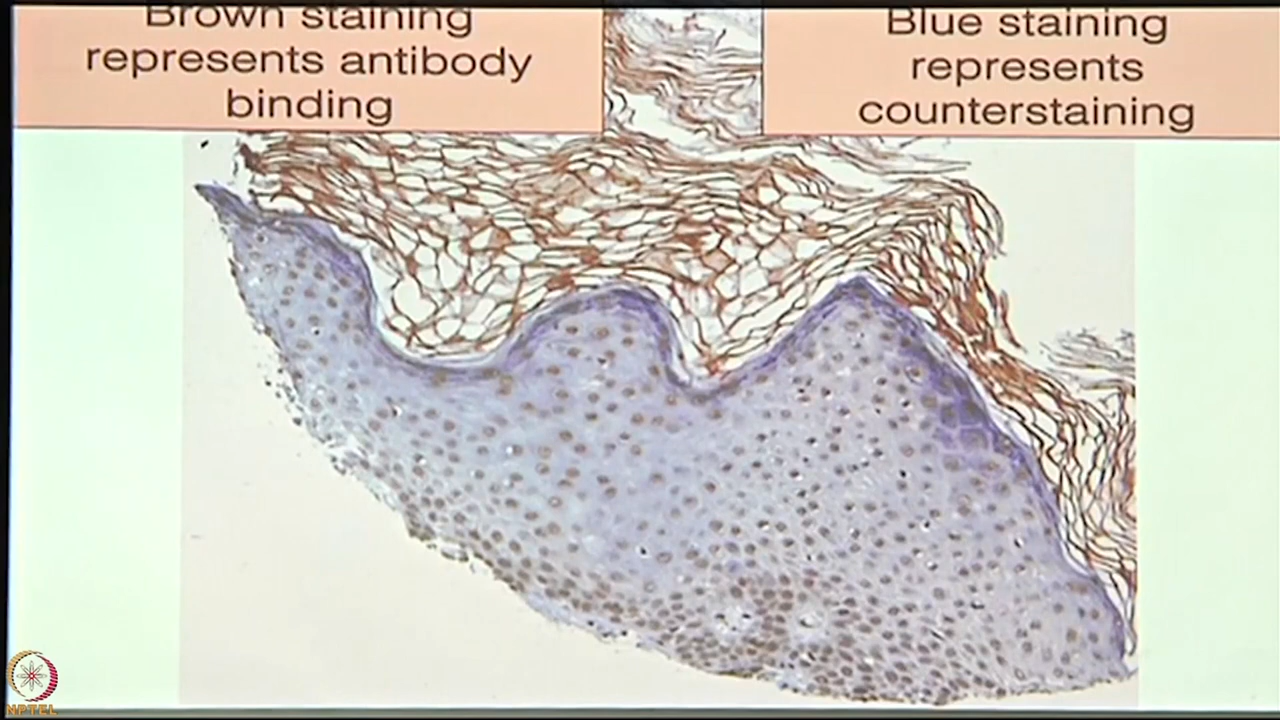 Brown staining
represents antibody
binding
Blue staining
represents
counterstaining
NPTEL